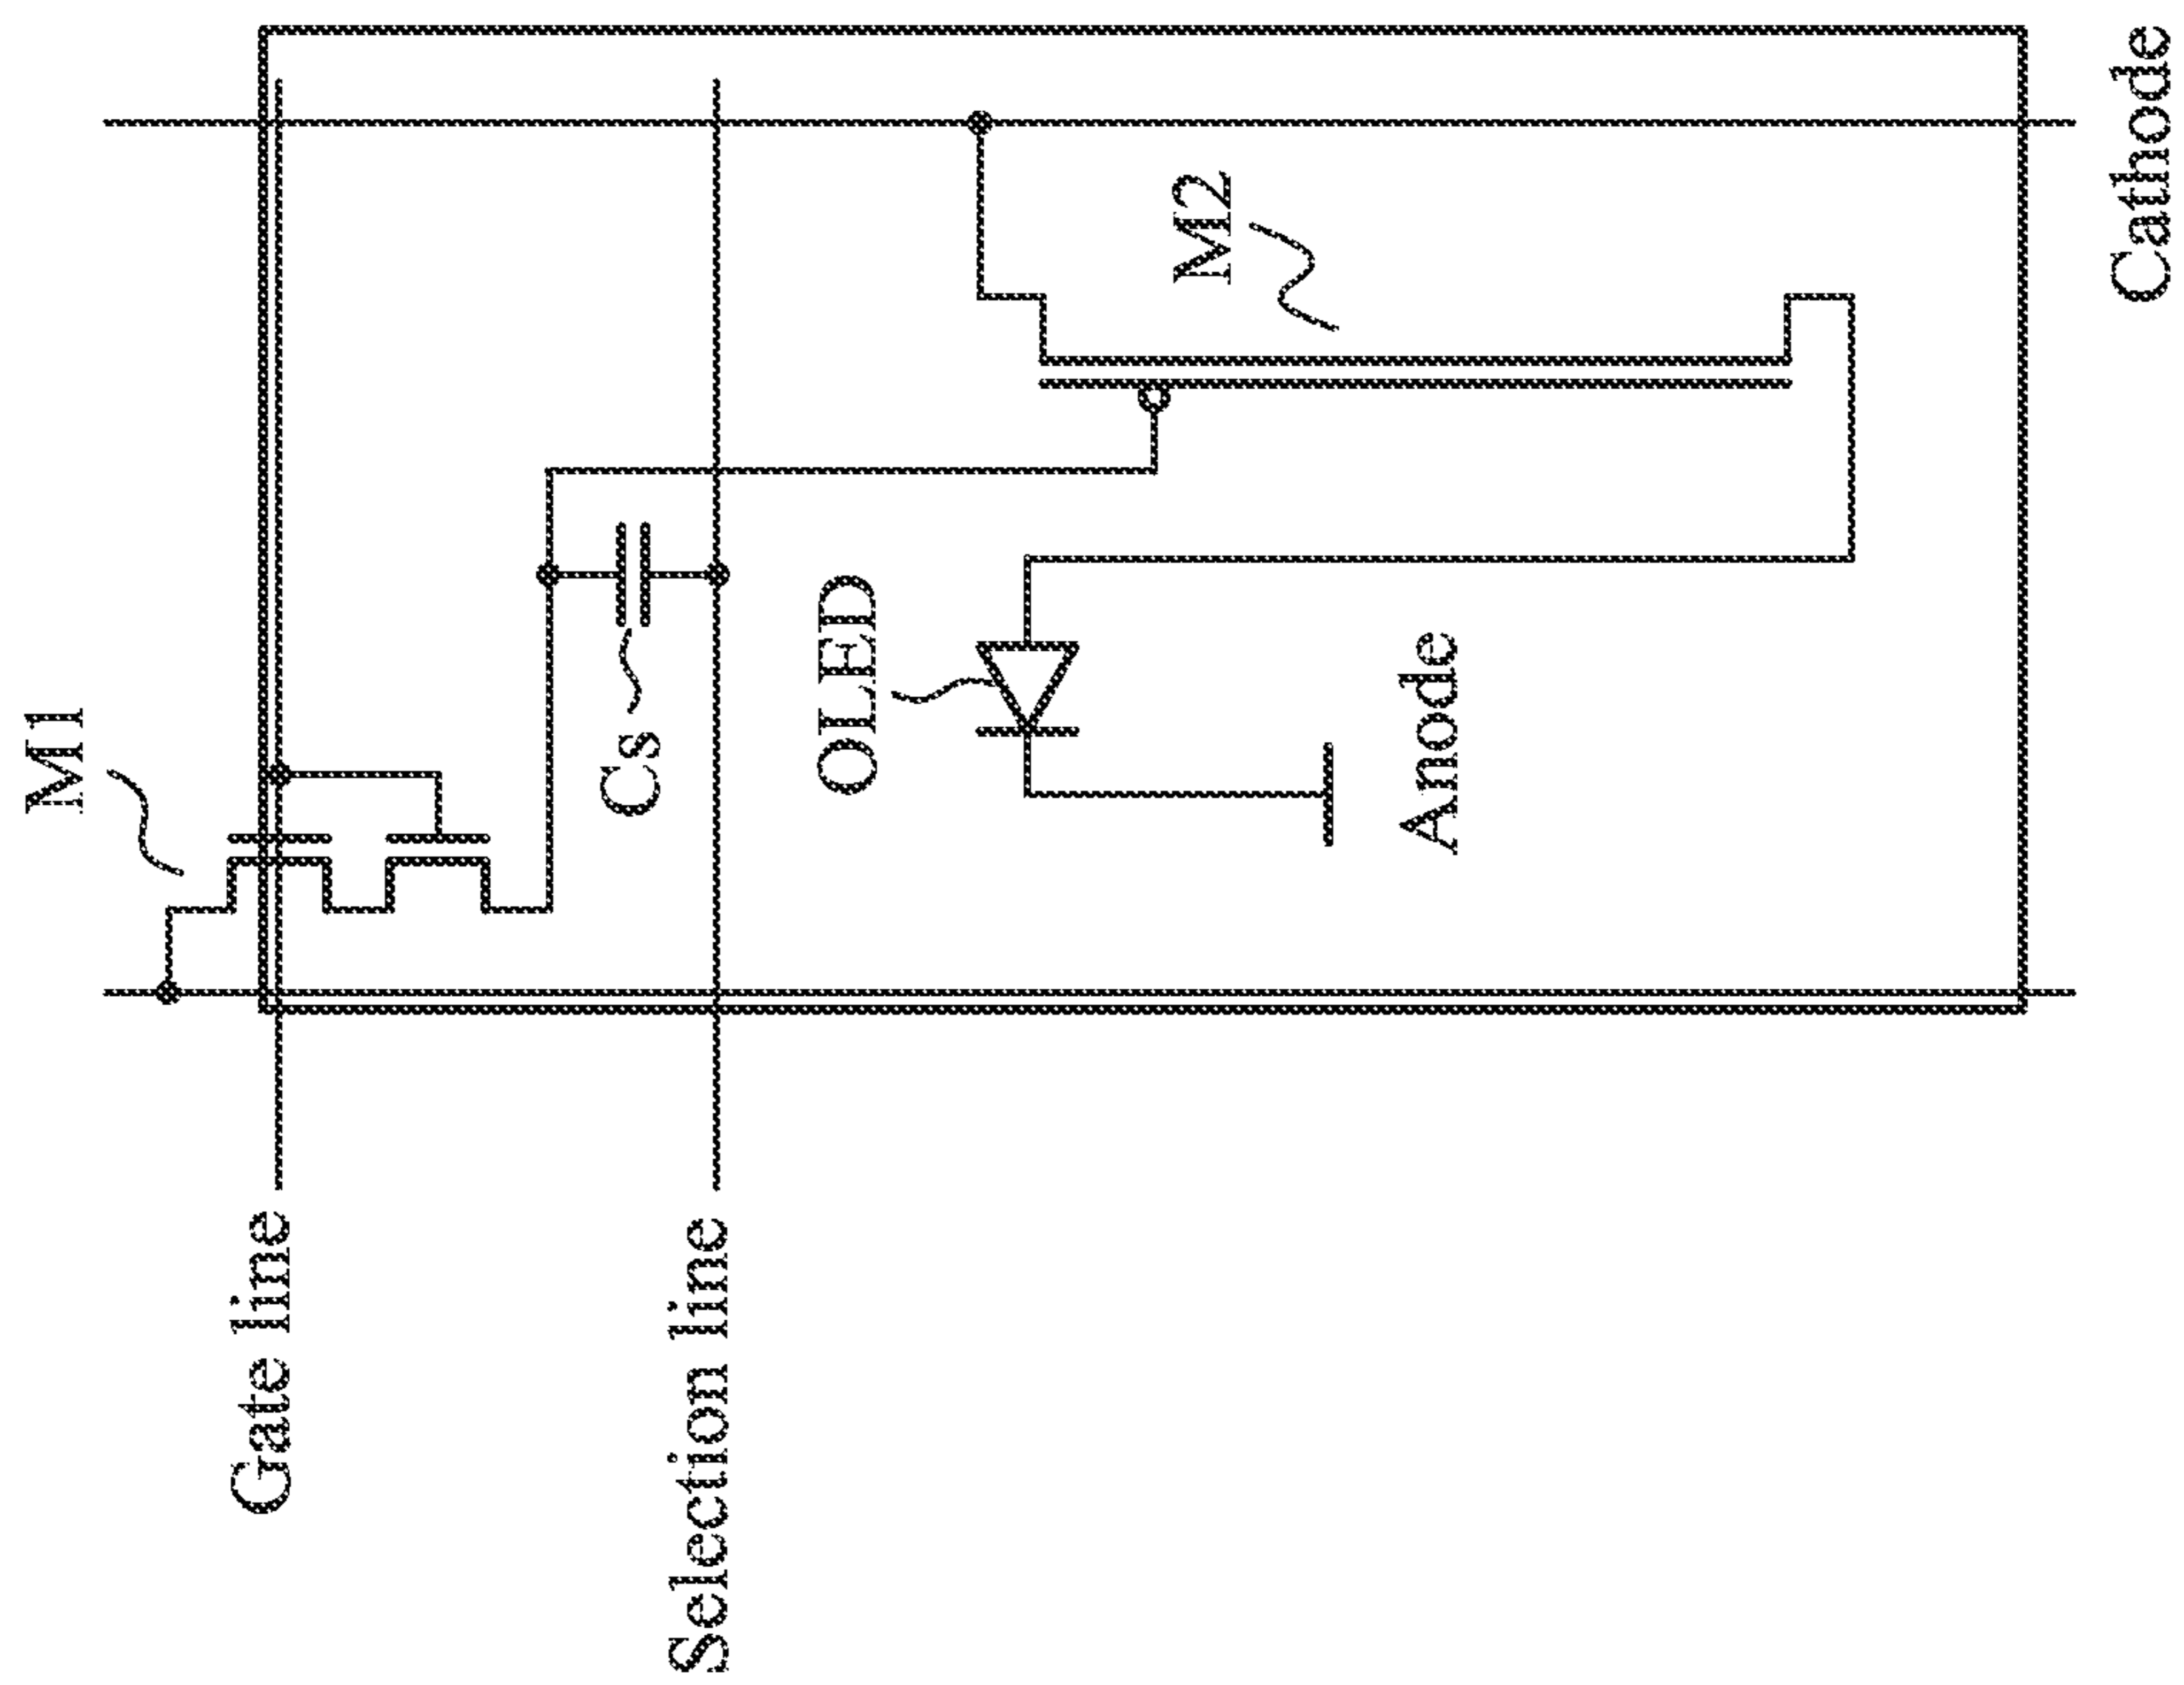 M1
Gate line
Selection line
Cs
OLED
M2
Anode
Cathode